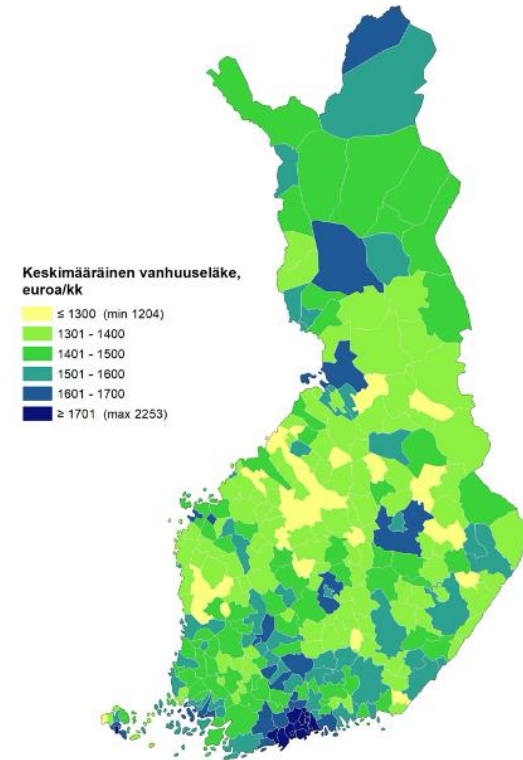 Keskimääräinen vanhuuseläke,
euroa/kk
≤ 1300 (min 1204)
1301 - 1400
1401 - 1500
1501 - 1600
1601 - 1700
≥ 1701 (max 2253)